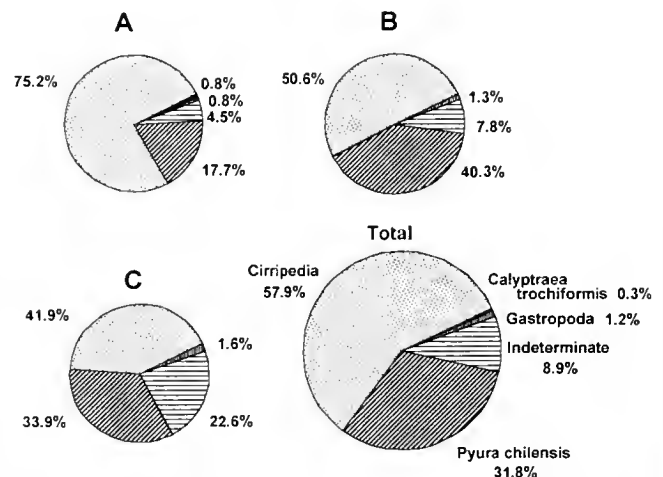 A
75.2%
0.8%
0.8%
4.5%
17.7%
B
50.6%
1.3%
7.8%
40.3%
C
41.9%
1.6%
22.6%
33.9%
Total
Cirripedia
57.9%
Calyptraea
trochiformis 0.3%
Gastropoda 1.2%
Indeterminate
8.9%
Pyura chilensis
31.8%